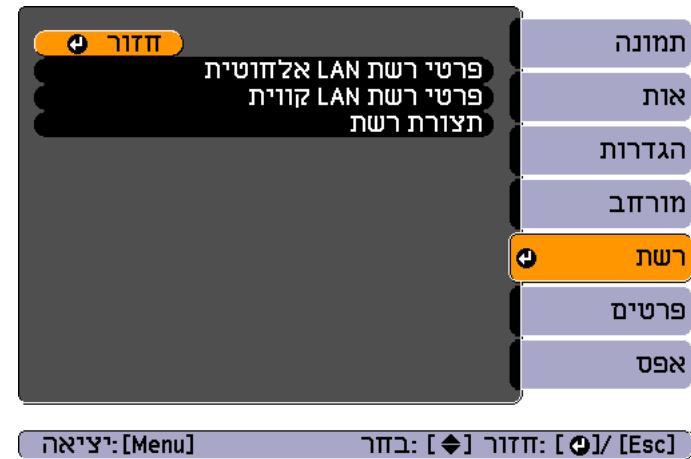 חזור
פרטי רשת LAN אלחוטית
פרטי רשת LAN קווית
תצורת רשת
תמונה
אות
הגדרות
מורחב
רשת
פרטים
אפס
[Esc] /[ ]: חזור [ ]: בחר [Menu]: יציאה